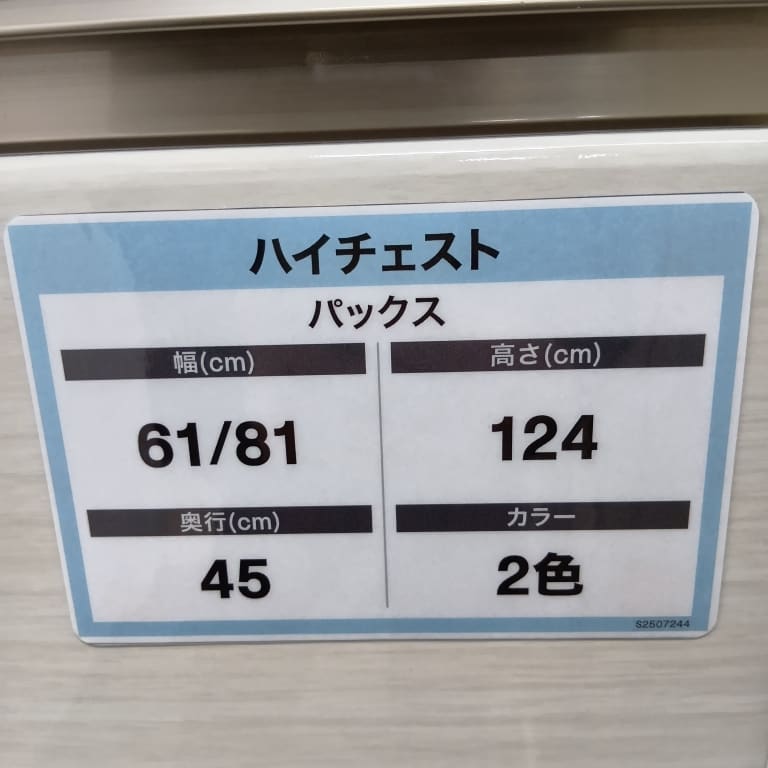 ハイチェスト
パックス
幅(cm)
高さ(cm)
61/81
124
奥行(cm)
カラー
45
2色
S2507244